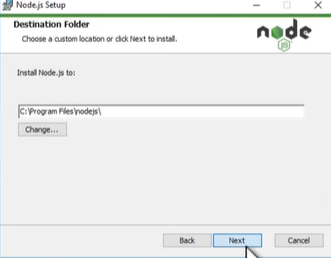 Node.js Setup
Destination Folder
Choose a custom location or click Next to install.
node
JS
Install Node.js to:
C:\Program Files\nodejs\
Change...
Back
Next
Cancel